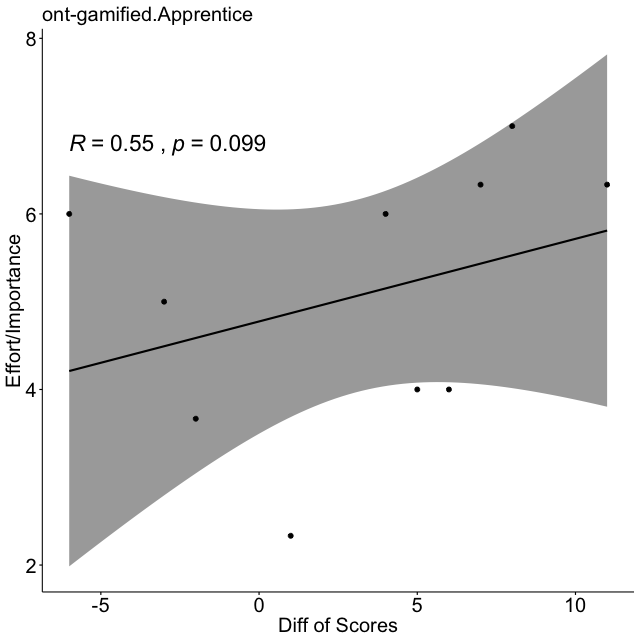 ont-gamified.Apprentice
8
R = 0.55 , p = 0.099
6
Effort/Importance
4
2
-5 0 5 10
Diff of Scores